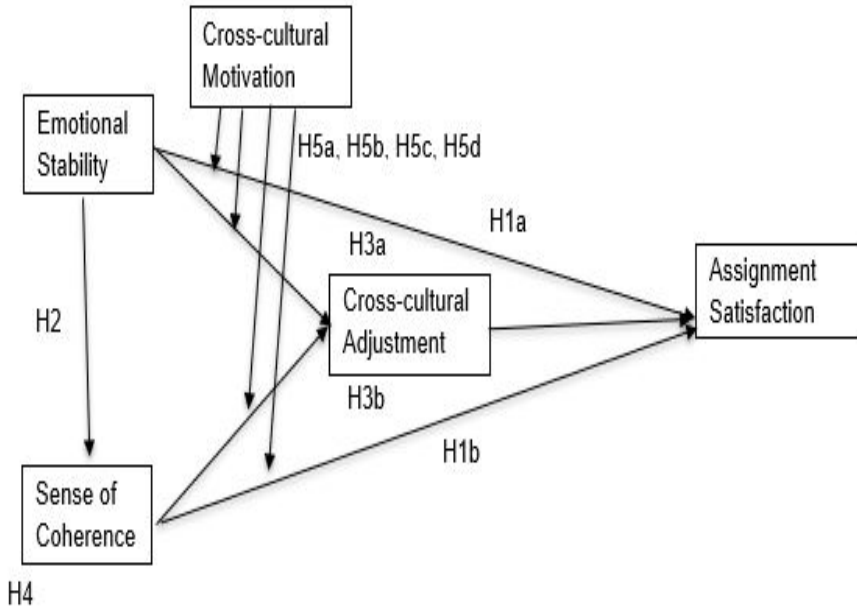 Cross-cultural
Motivation
Emotional
Stability
H5a, H5b, H5c, H5d
H1a
H3a
Assignment
Satisfaction
Cross-cultural
Adjustment
H2
H3b
H1b
Sense of
Coherence
H4